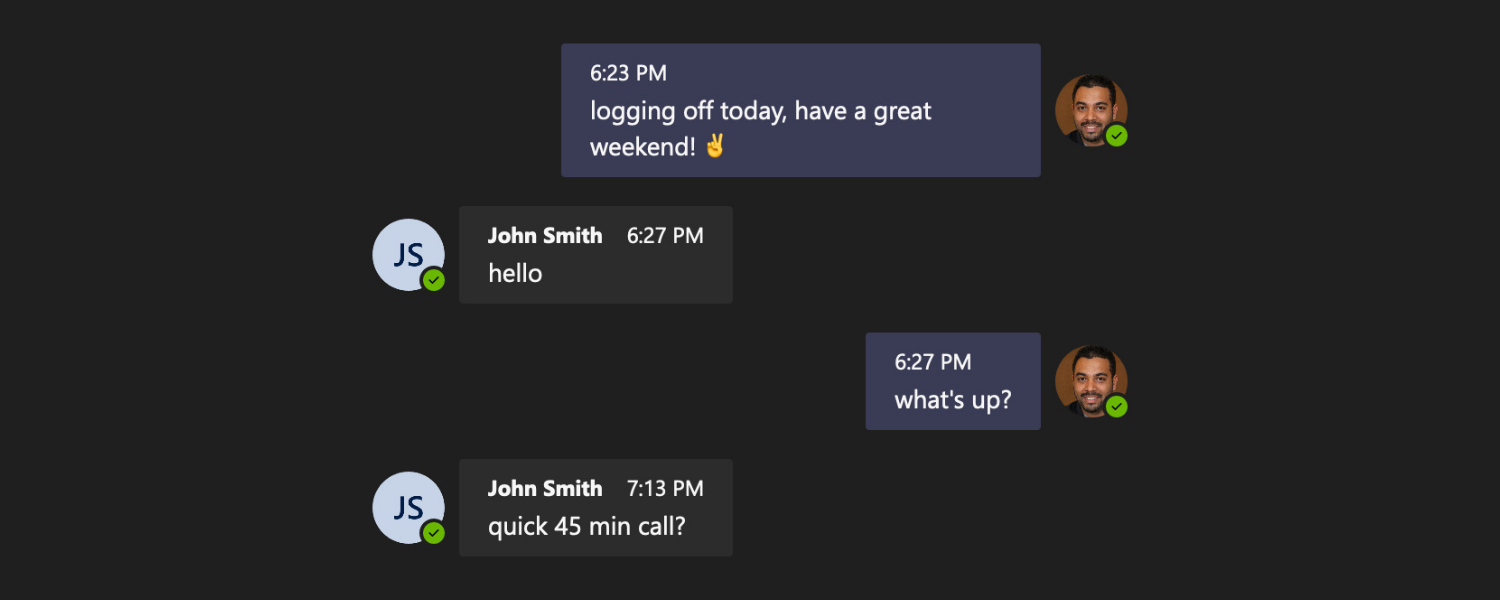 6:23 PM
logging off today, have a great
weekend! ✌️
JS
John Smith 6:27 PM
hello
6:27 PM
what's up?
JS
John Smith 7:13 PM
quick 45 min call?